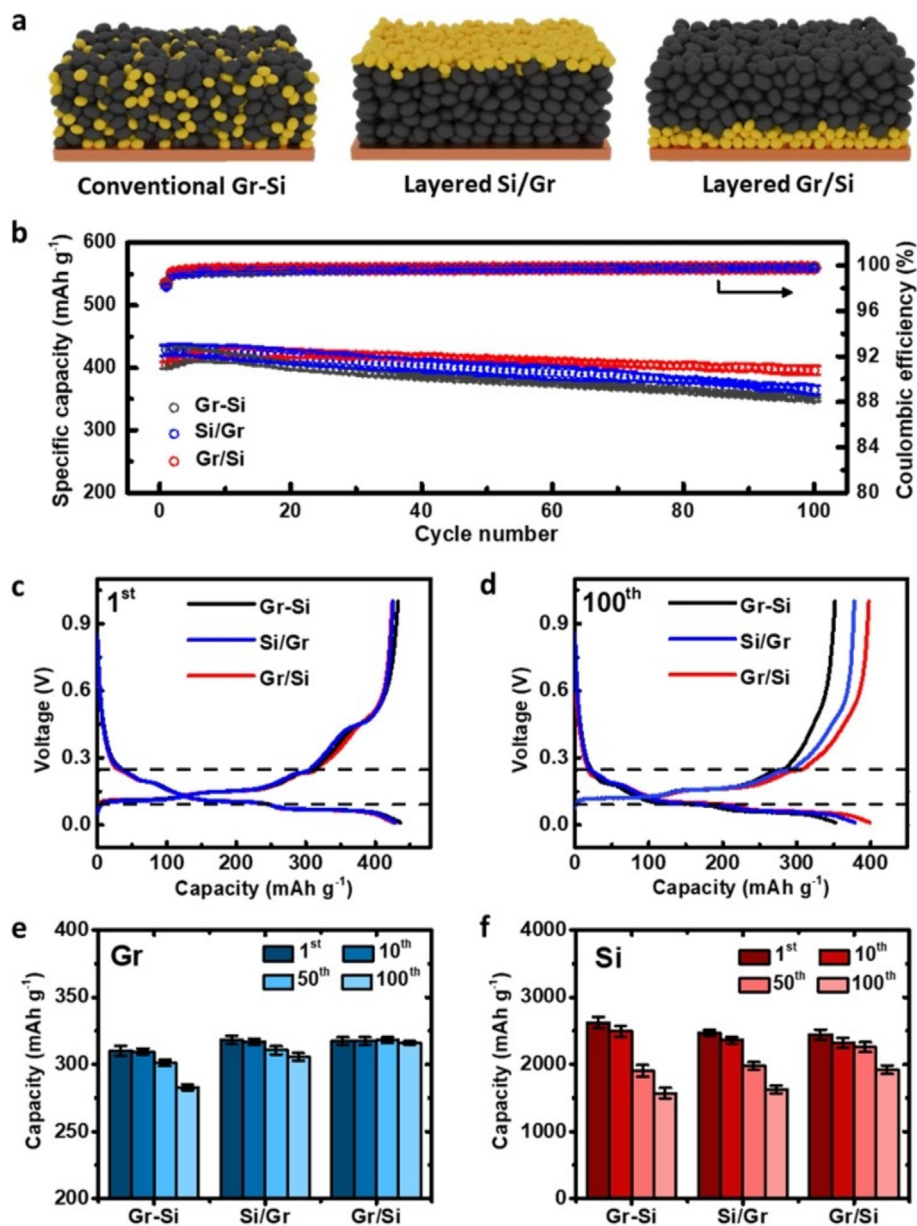 a
Conventional Gr-Si
Layered Si/Gr
Layered Gr/Si
b
Specific capacity (mAh g⁻¹)
600
500
400
300
200
Gr-Si
Si/Gr
Gr/Si
0
20
40
60
80
100
Cycle number
100
98
96
94
92
88
84
80
Coulombic efficiency (%)
c
1st
Gr-Si
Si/Gr
Gr/Si
Voltage (V)
0.9
0.6
0.3
0.0
0
100
200
300
400
Capacity (mAh g⁻¹)
d
100th
Gr-Si
Si/Gr
Gr/Si
Voltage (V)
0.9
0.6
0.3
0.0
0
100
200
300
400
Capacity (mAh g⁻¹)
e
Gr
1st
10th
50th
100th
Capacity (mAh g⁻¹)
400
350
300
250
200
Gr-Si
Si/Gr
Gr/Si
f
Si
1st
10th
50th
100th
Capacity (mAh g⁻¹)
4000
3000
2000
1000
0
Gr-Si
Si/Gr
Gr/Si